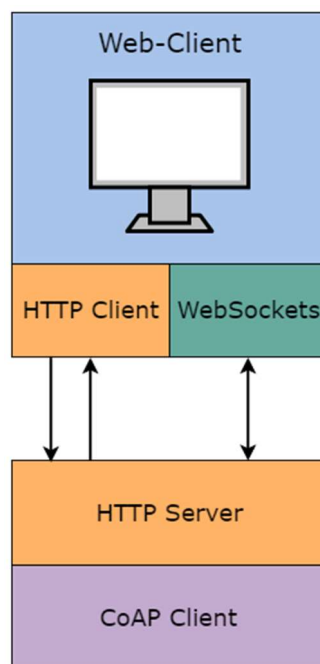 Web-Client
HTTP Client
WebSockets
HTTP Server
CoAP Client